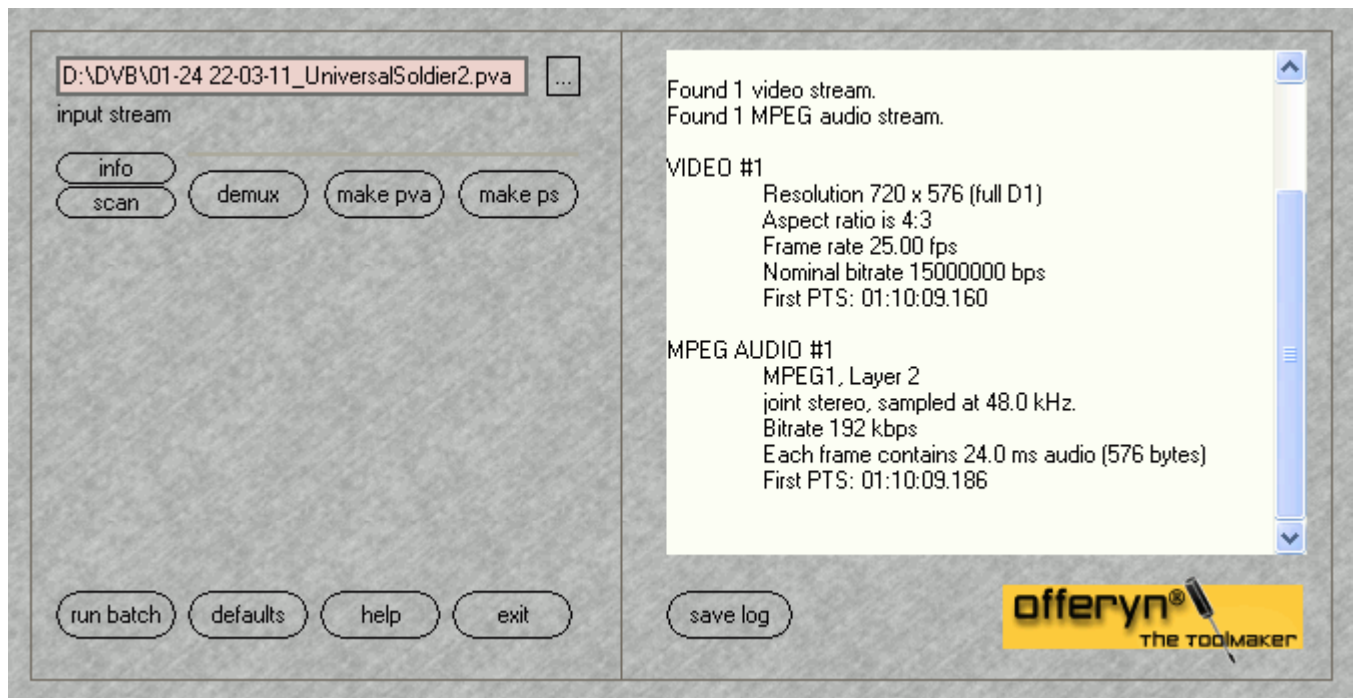 D:\DVB\01-24 22-03-11_UniversalSoldier2.pva
...
input stream
info
scan
demux
make pva
make ps
run batch
defaults
help
exit
Found 1 video stream.
Found 1 MPEG audio stream.
VIDEO #1
Resolution 720 x 576 (full D1)
Aspect ratio is 4:3
Frame rate 25.00 fps
Nominal bitrate 15000000 bps
First PTS: 01:10:09.160
MPEG AUDIO #1
MPEG1, Layer 2
joint stereo, sampled at 48.0 kHz.
Bitrate 192 kbps
Each frame contains 24.0 ms audio (576 bytes)
First PTS: 01:10:09.186
save log
offeryn®
The Toolmaker